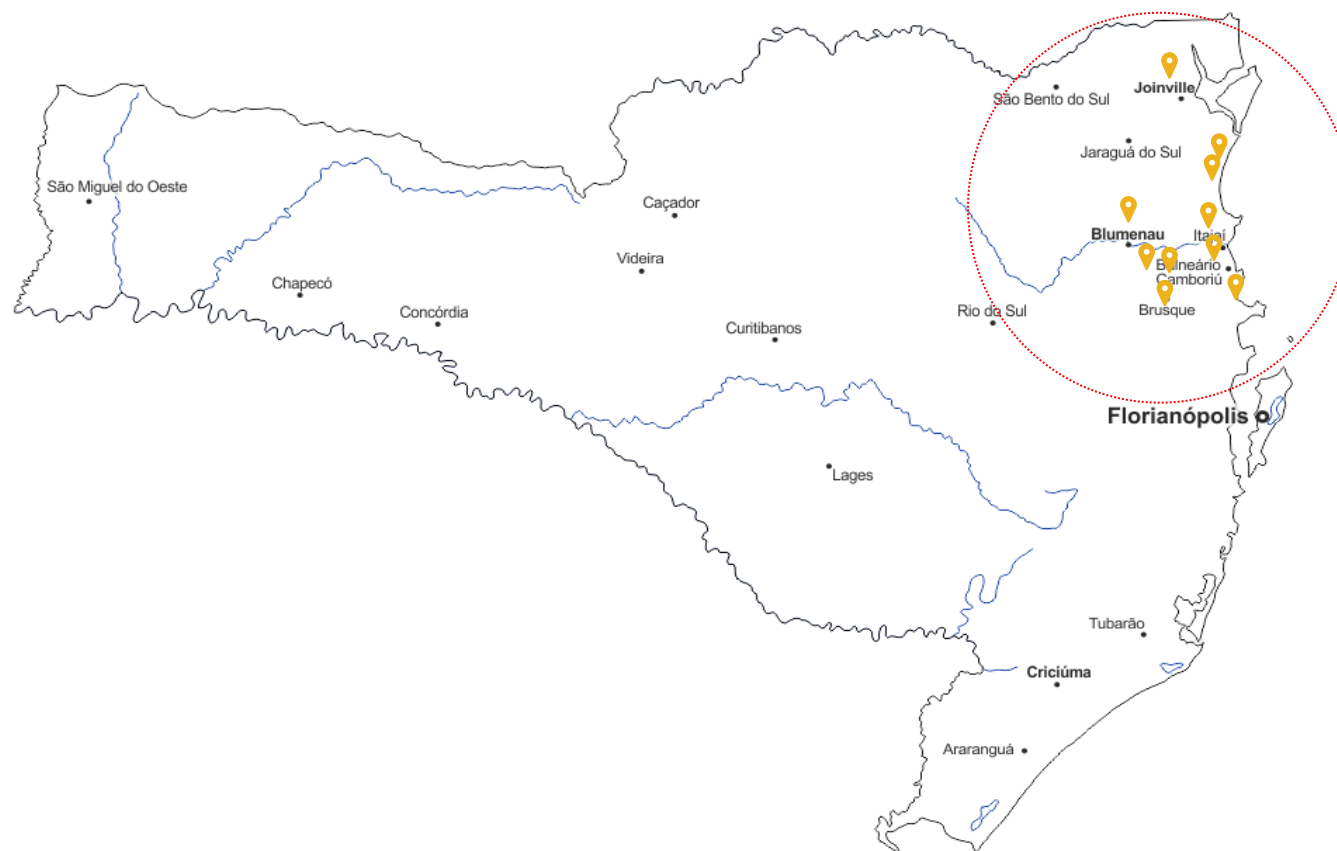 Joinville
São Bento do Sul
Jaraguá do Sul
São Miguel do Oeste
Caçador
Blumenau
Itajaí
Videira
Balneário
Camboriú
Chapecó
Concórdia
Rio do Sul
Brusque
Curitibanos
Florianópolis
Lages
Tubarão
Criciúma
Araranguá